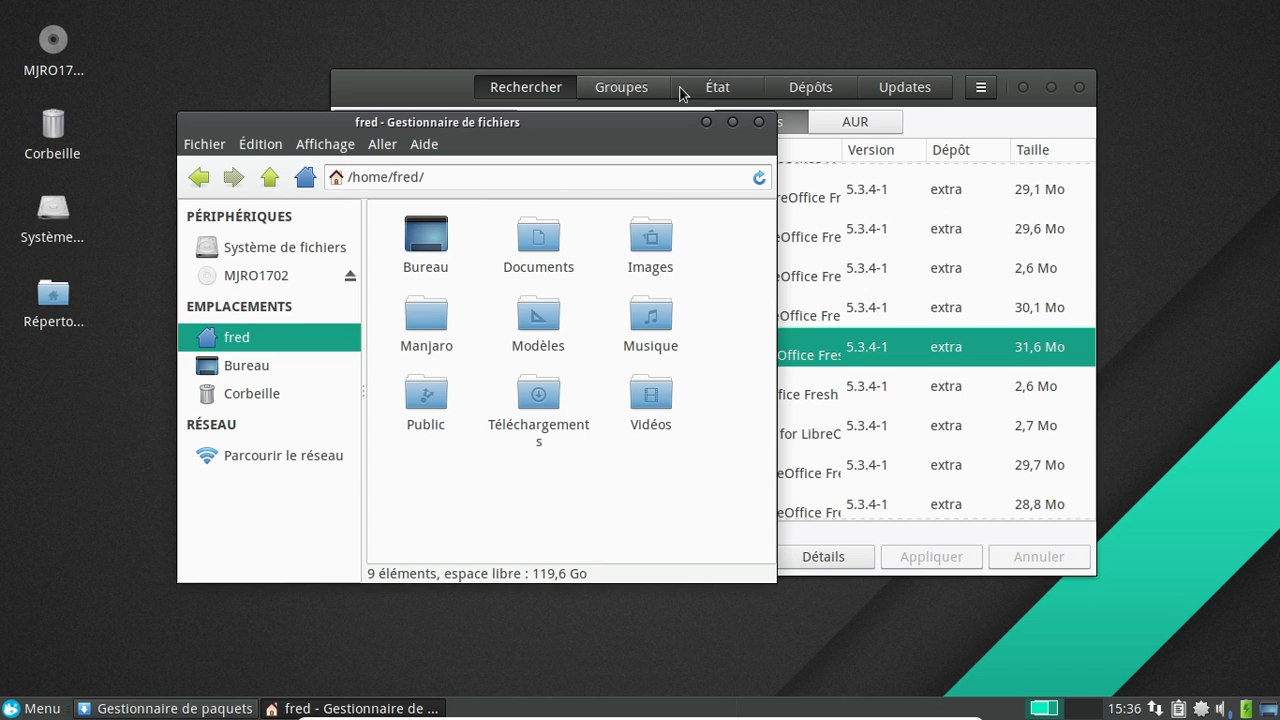 MJRO17...
Corbeille
Système...
Réperto...
Rechercher Groupes État Dépôts Updates
AUR
Version Dépôt Taille
5.3.4-1 extra 29,1 Mo
5.3.4-1 extra 29,6 Mo
5.3.4-1 extra 2,6 Mo
5.3.4-1 extra 30,1 Mo
5.3.4-1 extra 31,6 Mo
5.3.4-1 extra 2,6 Mo
5.3.4-1 extra 2,7 Mo
5.3.4-1 extra 29,7 Mo
5.3.4-1 extra 28,8 Mo
eOffice Fr
Office Fre
Office Fre
eOffice Fre
Office Fres
fice Fresh
for LibreC
eOffice Fre
eOffice Fre
Détails Appliquer Annuler
fred - Gestionnaire de fichiers
Fichier Édition Affichage Aller Aide
/home/fred/
PÉRIPHÉRIQUES
Système de fichiers
MJRO1702
EMPLACEMENTS
fred
Bureau
Corbeille
RÉSEAU
Parcourir le réseau
Bureau Documents Images
Manjaro Modèles Musique
Public Téléchargement
s
Vidéos
9 éléments, espace libre : 119,6 Go
Menu Gestionnaire de paquets fred - Gestionnaire de ... 15:36